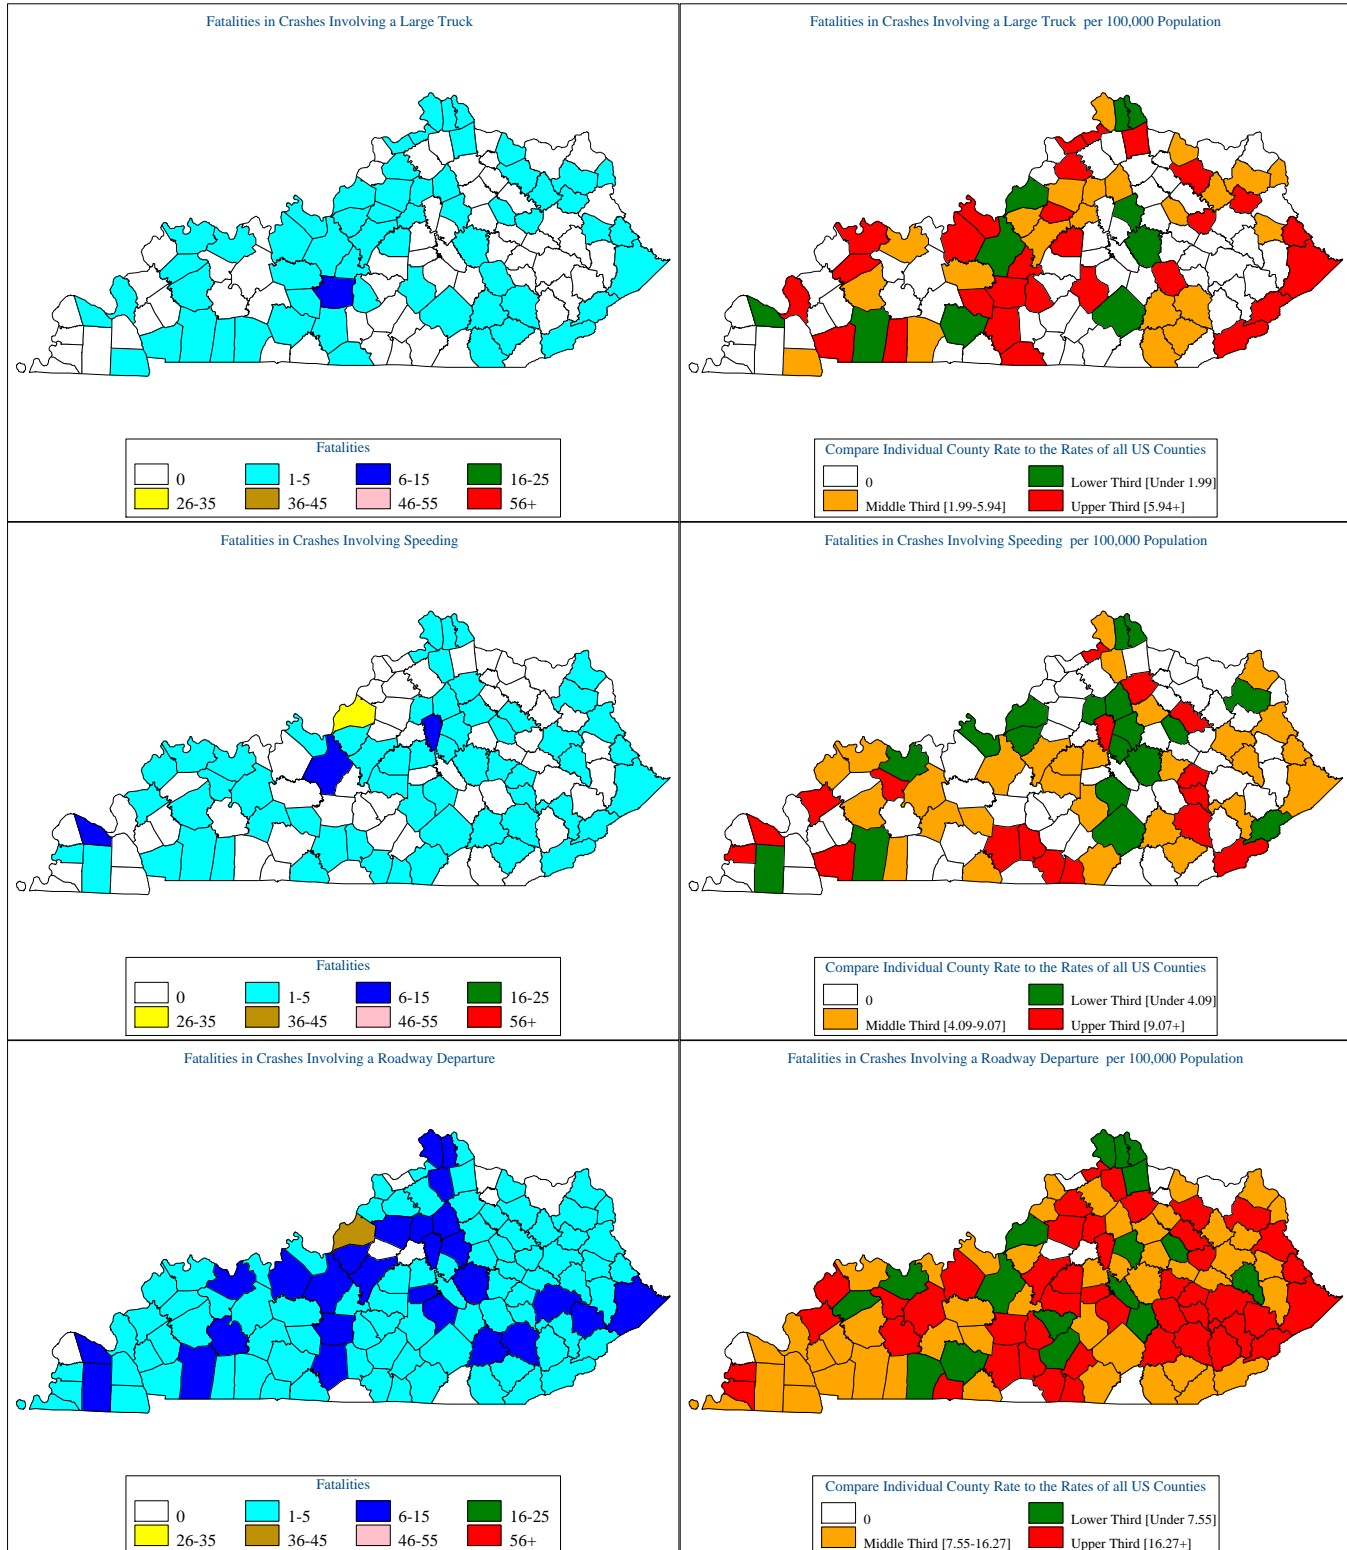 Fatalities in Crashes Involving a Large Truck
Fatalities
0
1-5
6-15
16-25
26-35
36-45
46-55
56+
Fatalities in Crashes Involving a Large Truck per 100,000 Population
Compare Individual County Rate to the Rates of all US Counties
0
Lower Third [Under 1.99]
Middle Third [1.99-5.94]
Upper Third [5.94+]
Fatalities in Crashes Involving Speeding
Fatalities
0
1-5
6-15
16-25
26-35
36-45
46-55
56+
Fatalities in Crashes Involving Speeding per 100,000 Population
Compare Individual County Rate to the Rates of all US Counties
0
Lower Third [Under 4.09]
Middle Third [4.09-9.07]
Upper Third [9.07+]
Fatalities in Crashes Involving a Roadway Departure
Fatalities
0
1-5
6-15
16-25
26-35
36-45
46-55
56+
Fatalities in Crashes Involving a Roadway Departure per 100,000 Population
Compare Individual County Rate to the Rates of all US Counties
0
Lower Third [Under 7.55]
Middle Third [7.55-16.27]
Upper Third [16.27+]